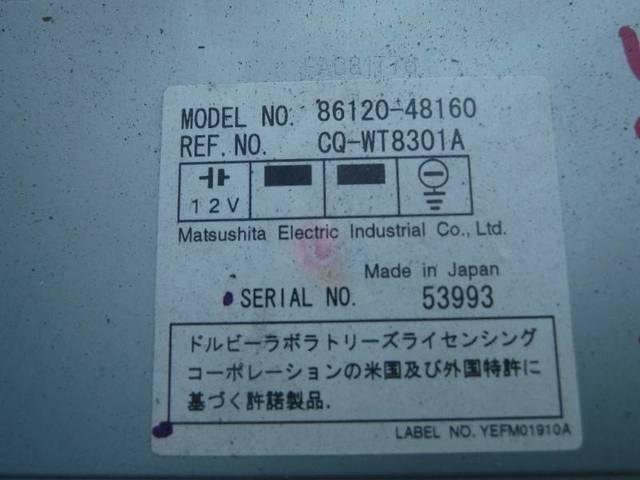 MODEL NO. 86120-48160
REF.NO. CQ-WT8301A
12V
Matsushita Electric Industrial Co., Ltd.
Made in Japan
SERIAL NO. 53993
ドルビーラボラトリーズライセンシング
コーポレーションの米国及び外国特許に
基づく許諾製品.
LABEL NO. YEFM01910A